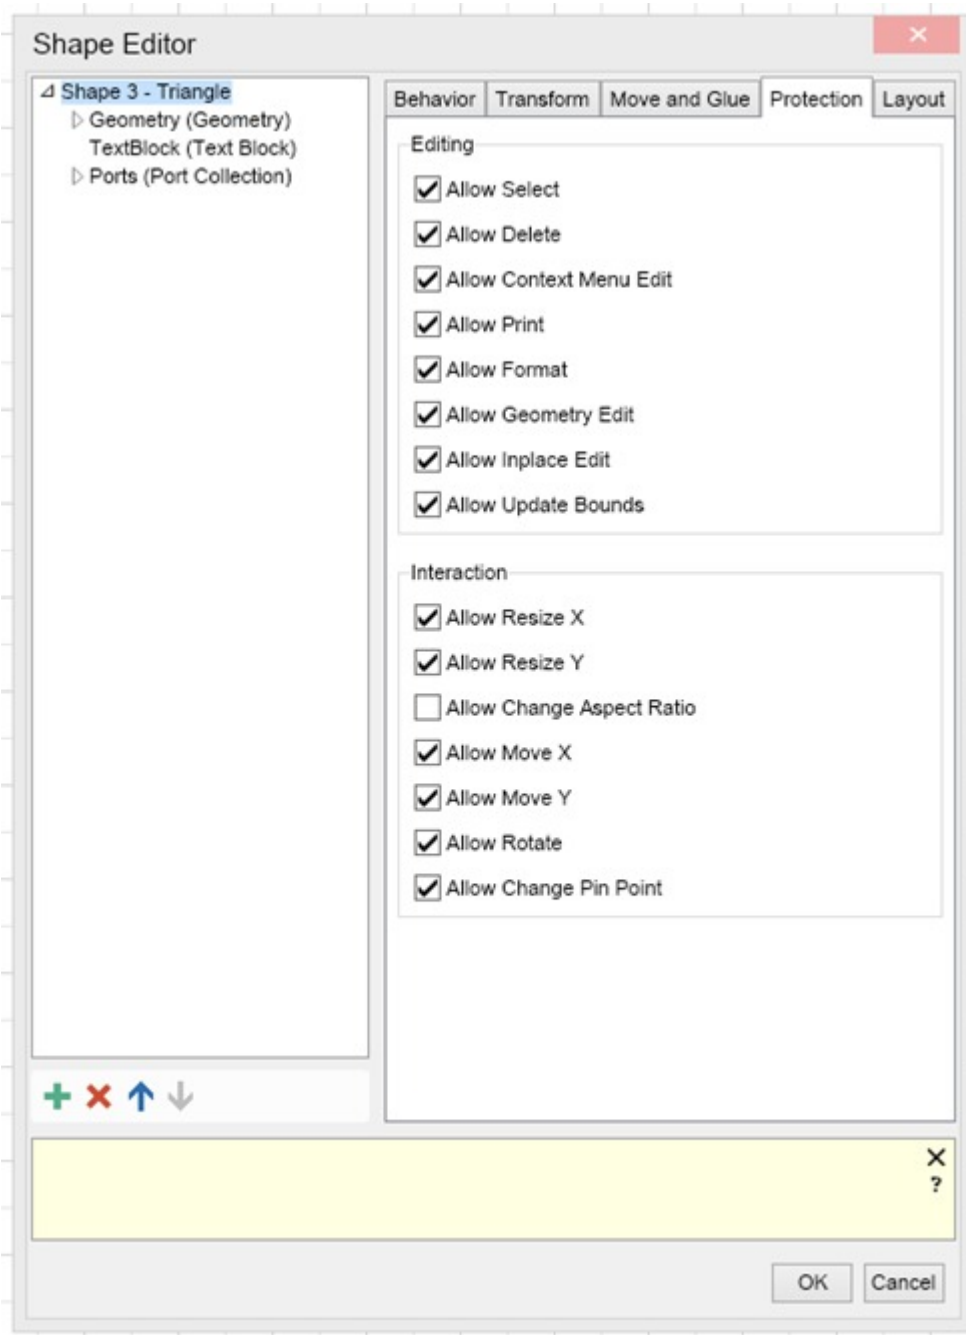 Shape Editor
Shape 3 - Triangle
Geometry (Geometry)
TextBlock (Text Block)
Ports (Port Collection)
Behavior
Transform
Move and Glue
Protection
Layout
Editing
Allow Select
Allow Delete
Allow Context Menu Edit
Allow Print
Allow Format
Allow Geometry Edit
Allow Inplace Edit
Allow Update Bounds
Interaction
Allow Resize X
Allow Resize Y
Allow Change Aspect Ratio
Allow Move X
Allow Move Y
Allow Rotate
Allow Change Pin Point
?
OK
Cancel